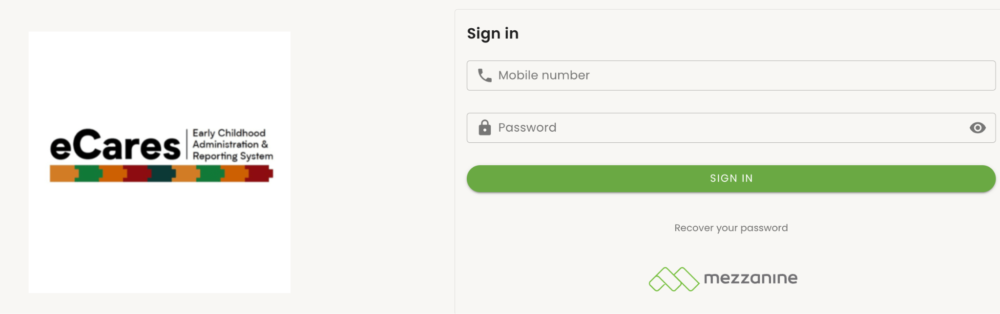 eCares
Early Childhood
Administration &
Reporting System
Sign in
Mobile number
Password
SIGN IN
Recover your password
mezzanine